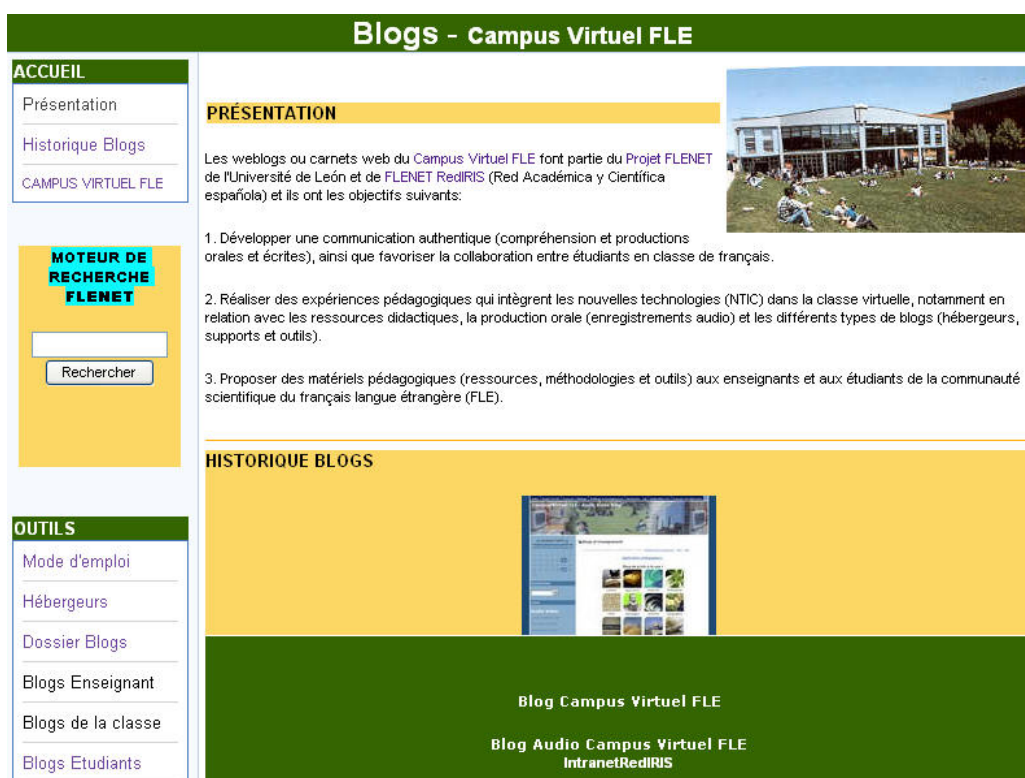 Blogs - Campus Virtuel FLE
ACCUEIL
Présentation
Historique Blogs
CAMPUS VIRTUEL FLE
MOTEUR DE
RECHERCHE
FLENET
Rechercher
OUTILS
Mode d'emploi
Hébergeurs
Dossier Blogs
Blogs Enseignant
Blogs de la classe
Blogs Etudiants
PRÉSENTATION
Les weblogs ou carnets web du Campus Virtuel FLE font partie du Projet FLENET
de l'Université de León et de FLENET RedIRIS (Red Académica y Científica
española) et ils ont les objectifs suivants:
1. Développer une communication authentique (compréhension et productions
orales et écrites), ainsi que favoriser la collaboration entre étudiants en classe de français.
2. Réaliser des expériences pédagogiques qui intègrent les nouvelles technologies (NTIC) dans la classe virtuelle, notamment en
relation avec les ressources didactiques, la production orale (enregistrements audio) et les différents types de blogs (hébergeurs,
supports et outils).
3. Proposer des matériels pédagogiques (ressources, méthodologies et outils) aux enseignants et aux étudiants de la communauté
scientifique du français langue étrangère (FLE).
HISTORIQUE BLOGS
Blog Campus Virtuel FLE
Blog Audio Campus Virtuel FLE
IntranetRedIRIS